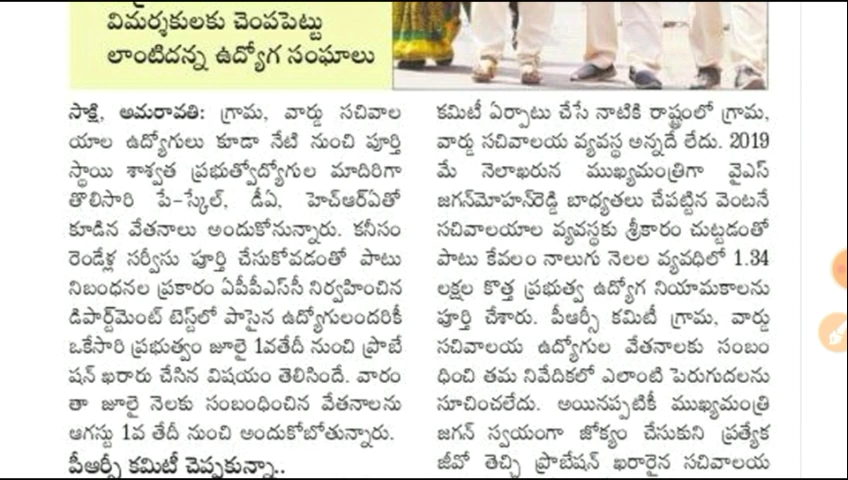 విమర్శకులకు చెంపపెట్టు
లాంటిదన్న ఉద్యోగ సంఘాలు
సాక్షి, అమరావతి: గ్రామ, వార్డు సచివాల
యాల ఉద్యోగులు కూడా నేటి నుంచి పూర్తి
స్థాయి శాశ్వత ప్రభుత్వోద్యోగుల మాదిరిగా
తొలిసారి పే-స్కేల్, డీఏ, హెచ్ఆర్ఏతో
కూడిన వేతనాలు అందుకోనున్నారు. కనీసం
రెండేళ్ల సర్వీసు పూర్తి చేసుకోవడంతో పాటు
నిబంధనల ప్రకారం ఏపీపీఎస్సీ నిర్వహించిన
డిపార్ట్‌మెంట్ టెస్ట్‌లో పాసైన ఉద్యోగులందరికీ
ఒకేసారి ప్రభుత్వం జూలై 1వతేదీ నుంచి ప్రొబే
షన్ ఖరారు చేసిన విషయం తెలిసిందే. వారం
తా జూలై నెలకు సంబంధించిన వేతనాలను
ఆగస్టు 1వ తేదీ నుంచి అందుకోబోతున్నారు.
పీఆర్సీ కమిటీ చెప్పకున్నా..
కమిటీ ఏర్పాటు చేసే నాటికి రాష్ట్రంలో గ్రామ,
వార్డు సచివాలయ వ్యవస్థ అన్నదే లేదు. 2019
మే నెలాఖరున ముఖ్యమంత్రిగా వైఎస్
జగన్‌మోహన్‌రెడ్డి బాధ్యతలు చేపట్టిన వెంటనే
సచివాలయాల వ్యవస్థకు శ్రీకారం చుట్టడంతో
పాటు కేవలం నాలుగు నెలల వ్యవధిలో 1.34
లక్షల కొత్త ప్రభుత్వ ఉద్యోగ నియామకాలను
పూర్తి చేశారు. పీఆర్సీ కమిటీ గ్రామ, వార్డు
సచివాలయ ఉద్యోగుల వేతనాలకు సంబం
ధించి తమ నివేదికలో ఎలాంటి పెరుగుదలను
సూచించలేదు. అయినప్పటికీ ముఖ్యమంత్రి
జగన్ స్వయంగా జోక్యం చేసుకుని ప్రత్యేక
జీవో తెచ్చి ప్రొబేషన్ ఖరారైన సచివాలయ